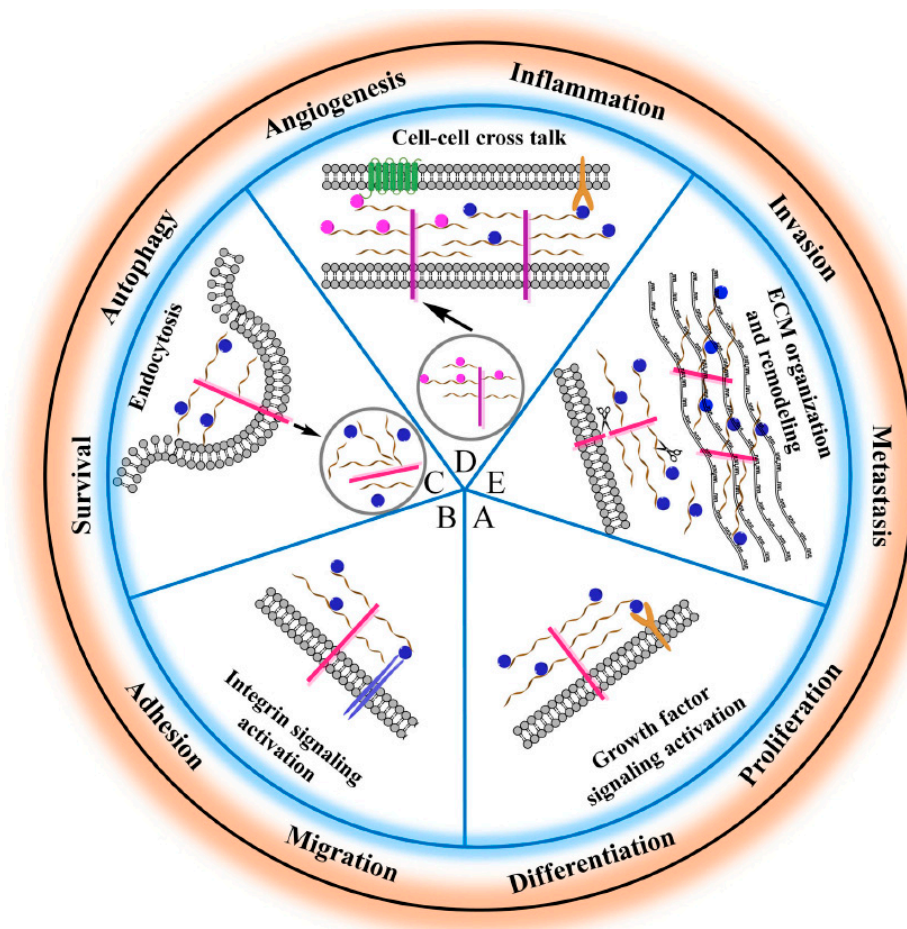 Angiogenesis
Inflammation
Invasion
Metastasis
Proliferation
Differentiation
Migration
Adhesion
Survival
Autophagy
Cell-cell cross talk
ECM organization
and remodeling
Endocytosis
D
C
E
B
A
Integrin signaling
activation
Growth factor
signaling activation